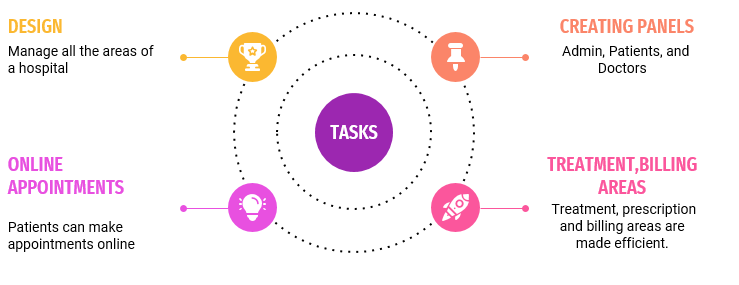 DESIGN
Manage all the areas of
a hospital
CREATING PANELS
Admin, Patients, and
Doctors
TASKS
ONLINE
APPOINTMENTS
Patients can make
appointments online
TREATMENT,BILLING
AREAS
Treatment, prescription
and billing areas are
made efficient.